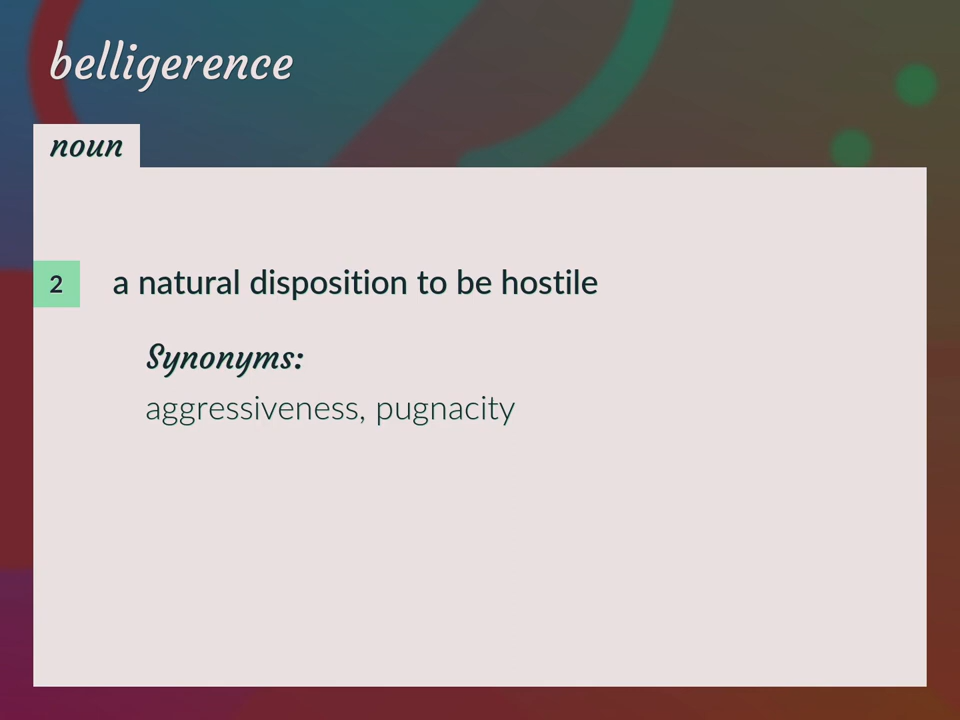 belligerence
noun
2 a natural disposition to be hostile
Synonyms:
aggressiveness, pugnacity